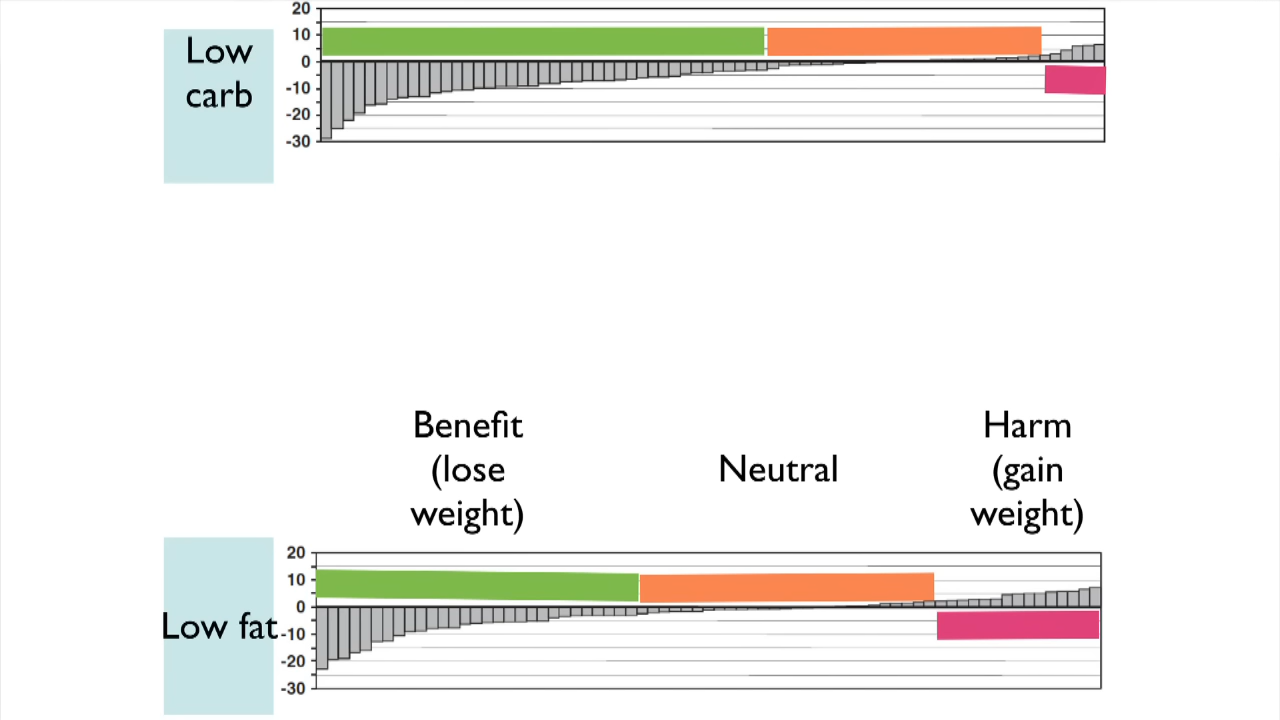 Low
carb
20
10
0
-10
-20
-30
Benefit
(lose
weight)
Neutral
Harm
(gain
weight)
Low fat
20
10
0
-10
-20
-30